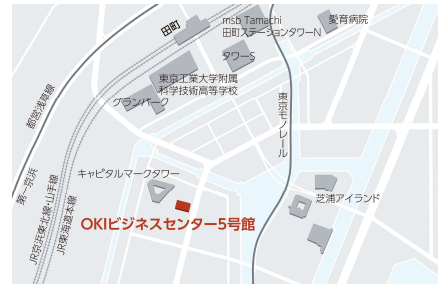 田町
msb Tamachi
田町ステーションタワーN
愛育病院
タワーS
東京工業大学附属
科学技術高等学校
グランパーク
都営浅草線
東京モノレール
第一京浜
キャピタルマークタワー
芝浦アイランド
OKIビジネスセンター5号館
JR京浜東北線・山手線
JR東海道本線